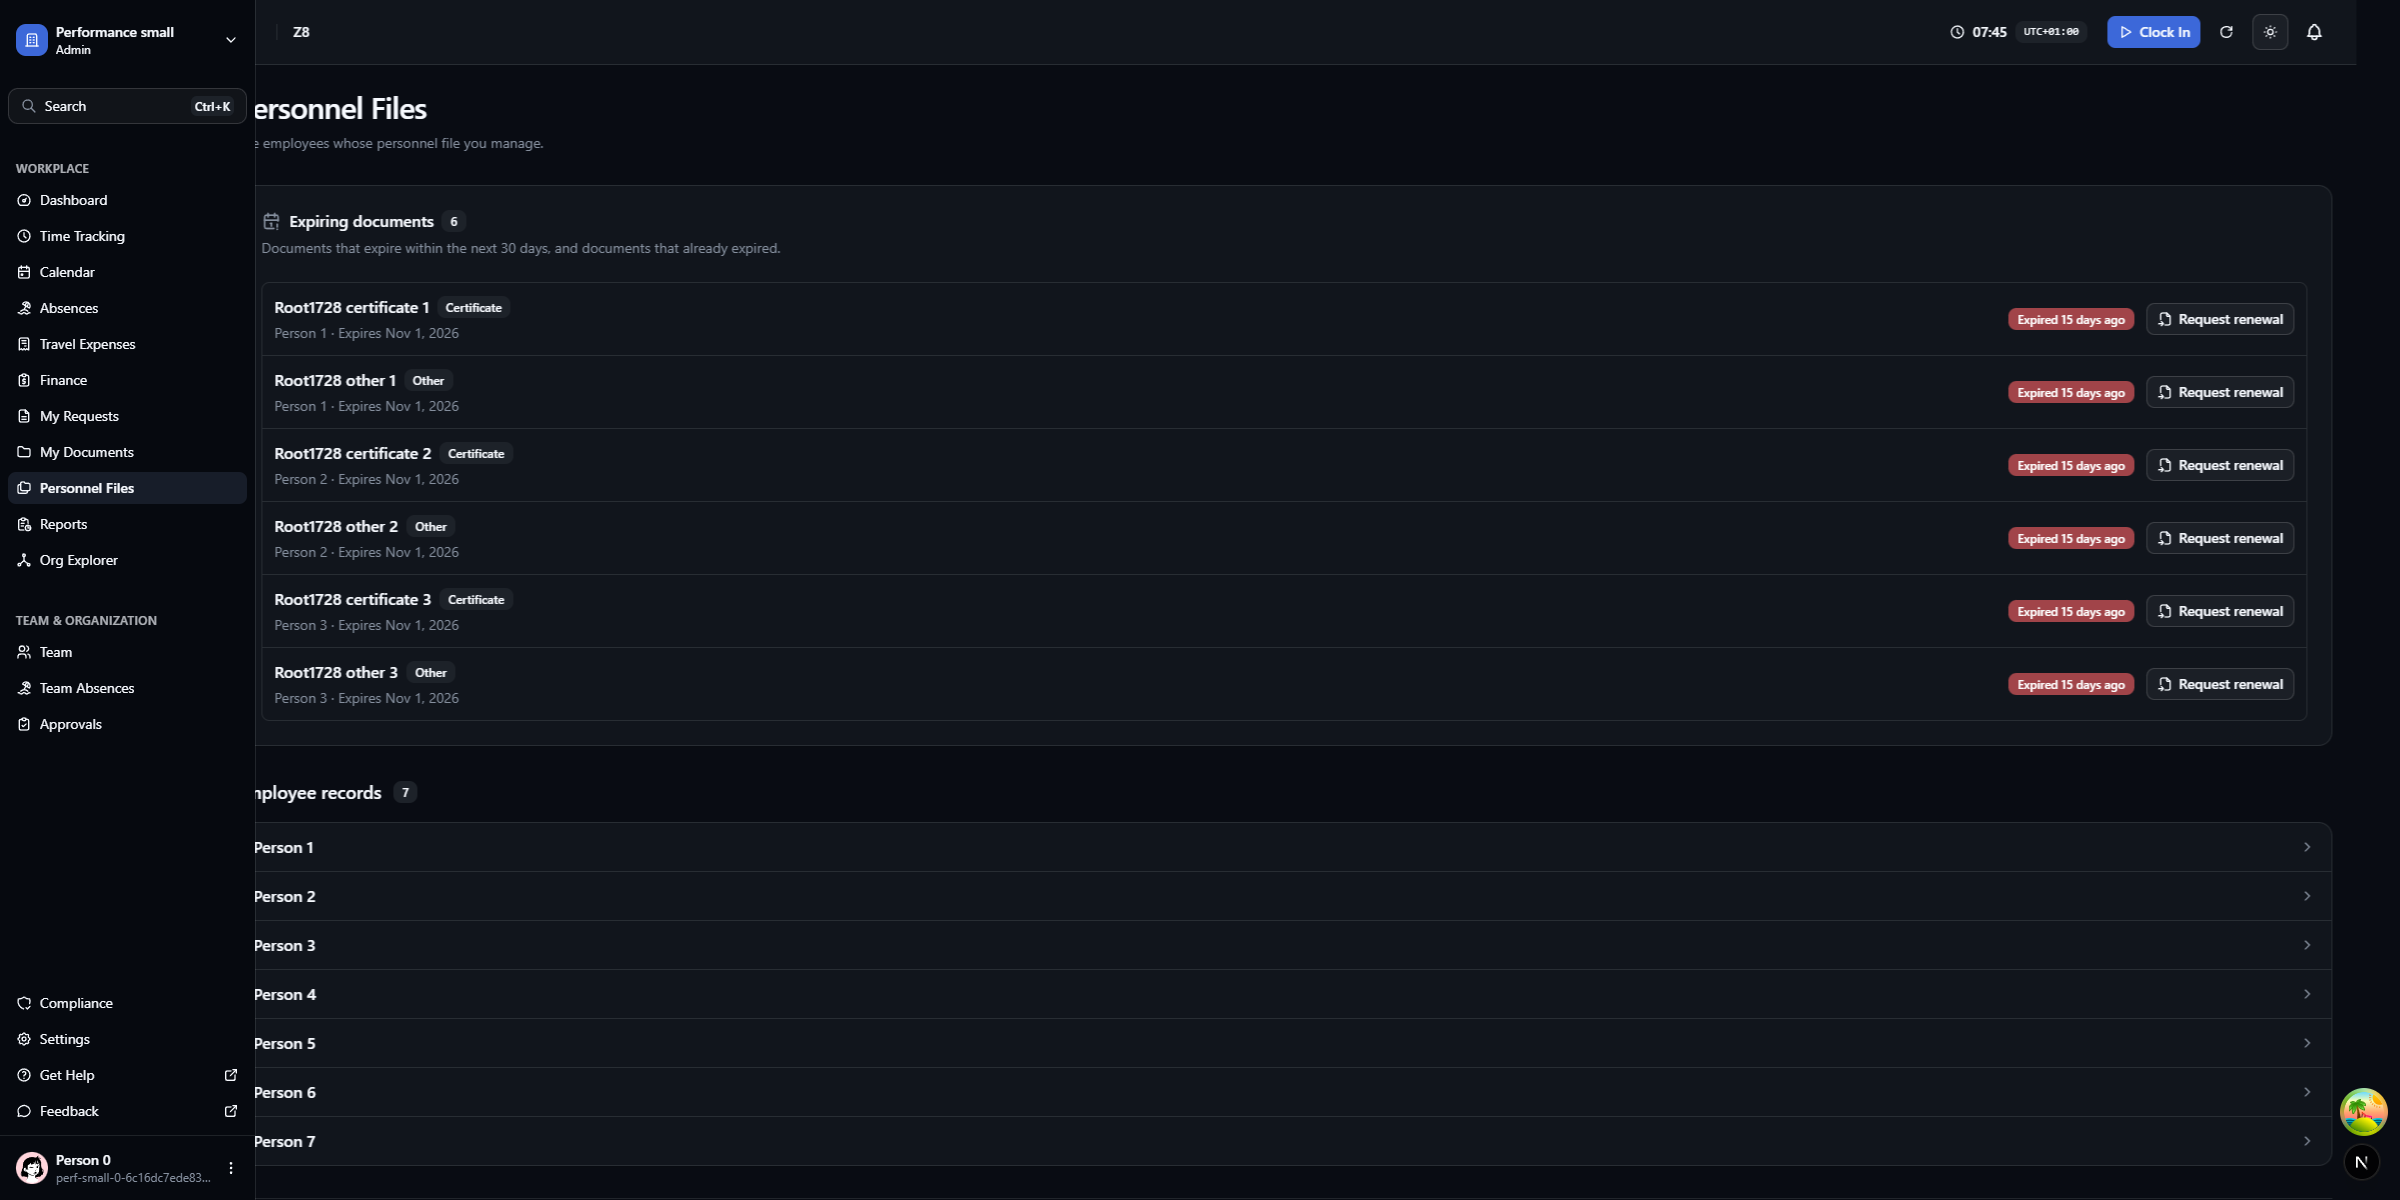 Performance small
Admin
Search
Ctrl+K
WORKPLACE
Dashboard
Time Tracking
Calendar
Absences
Travel Expenses
Finance
My Requests
My Documents
Personnel Files
Reports
Org Explorer
TEAM & ORGANIZATION
Team
Team Absences
Approvals
Compliance
Settings
Get Help
Feedback
Person 0
perf-small-0-6c16dc7ede83...
Z8
07:45 UTC+01:00 Clock In
ersonnel Files
e employees whose personnel file you manage.
Expiring documents 6
Documents that expire within the next 30 days, and documents that already expired.
Root1728 certificate 1 Certificate
Person 1 · Expires Nov 1, 2026
Expired 15 days ago Request renewal
Root1728 other 1 Other
Person 1 · Expires Nov 1, 2026
Expired 15 days ago Request renewal
Root1728 certificate 2 Certificate
Person 2 · Expires Nov 1, 2026
Expired 15 days ago Request renewal
Root1728 other 2 Other
Person 2 · Expires Nov 1, 2026
Expired 15 days ago Request renewal
Root1728 certificate 3 Certificate
Person 3 · Expires Nov 1, 2026
Expired 15 days ago Request renewal
Root1728 other 3 Other
Person 3 · Expires Nov 1, 2026
Expired 15 days ago Request renewal
mployee records 7
Person 1
Person 2
Person 3
Person 4
Person 5
Person 6
Person 7
N